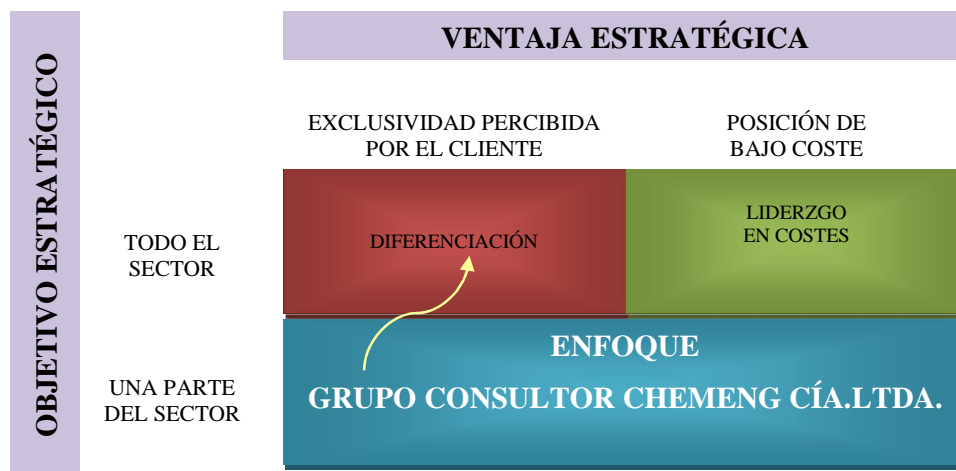 VENTAJA ESTRATÉGICA
OBJETIVO ESTRATÉGICO
EXCLUSIVIDAD PERCIBIDA
POR EL CLIENTE
POSICIÓN DE
BAJO COSTE
TODO EL
SECTOR
DIFERENCIACIÓN
LIDERZGO
EN COSTES
UNA PARTE
DEL SECTOR
ENFOQUE
GRUPO CONSULTOR CHEMENG CÍA.LTDA.